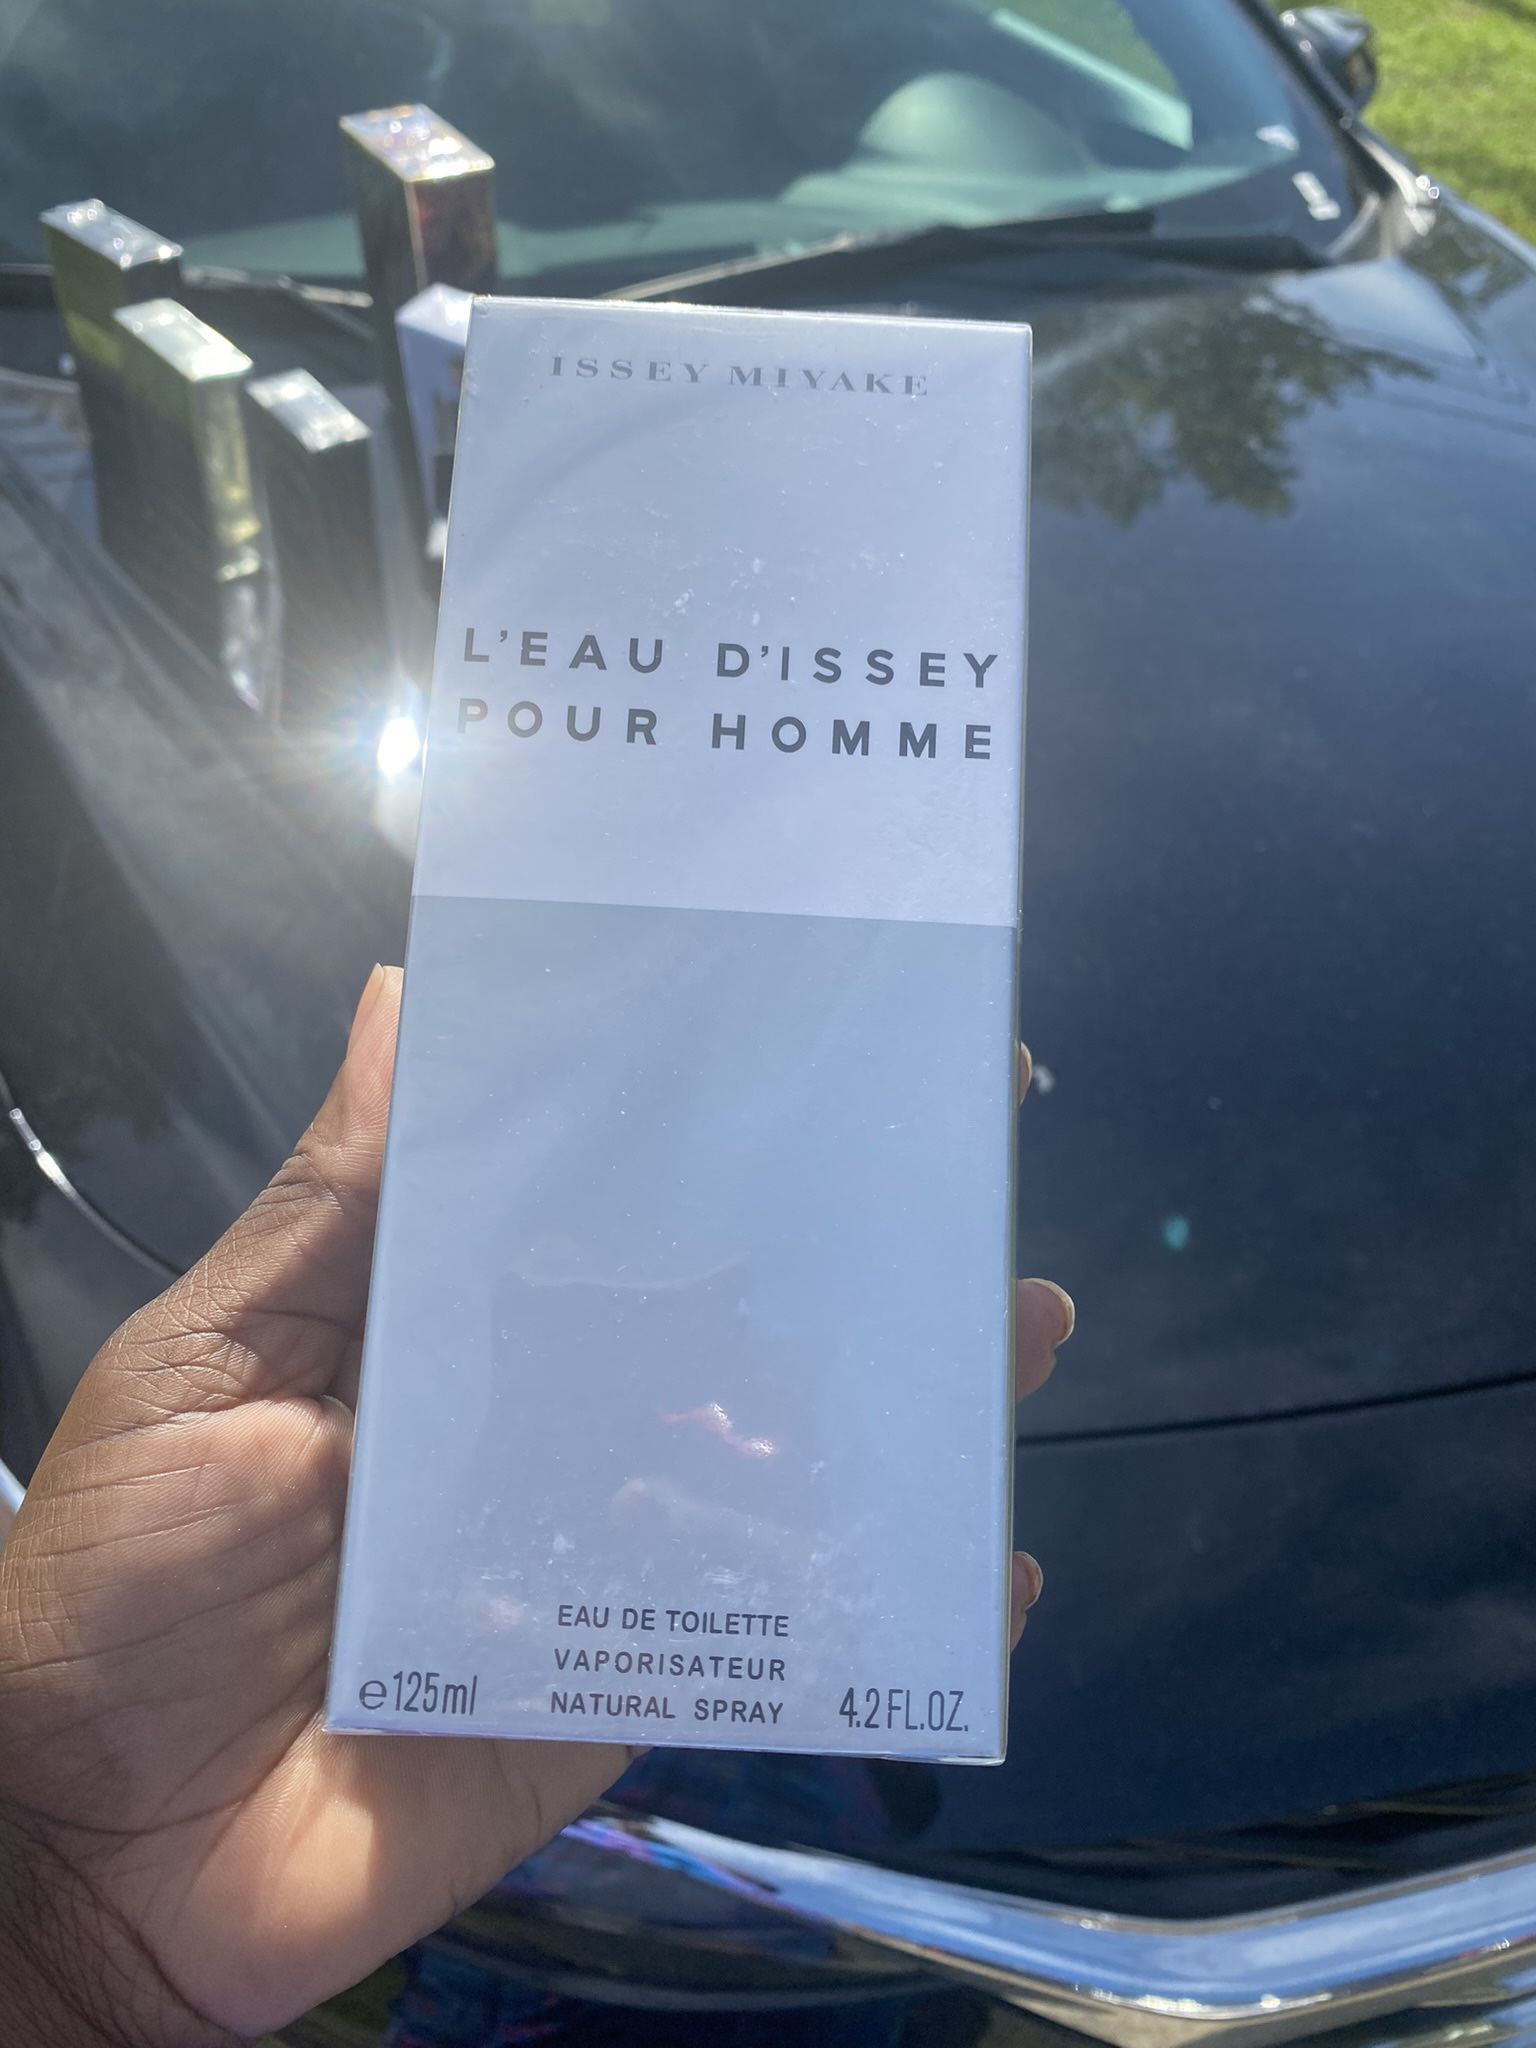 ISSEY MIYAKE
L'EAU D'ISSEY
POUR HOMME
EAU DE TOILETTE
VAPORISATEUR
℮125ml NATURAL SPRAY 4.2 FL.OZ.